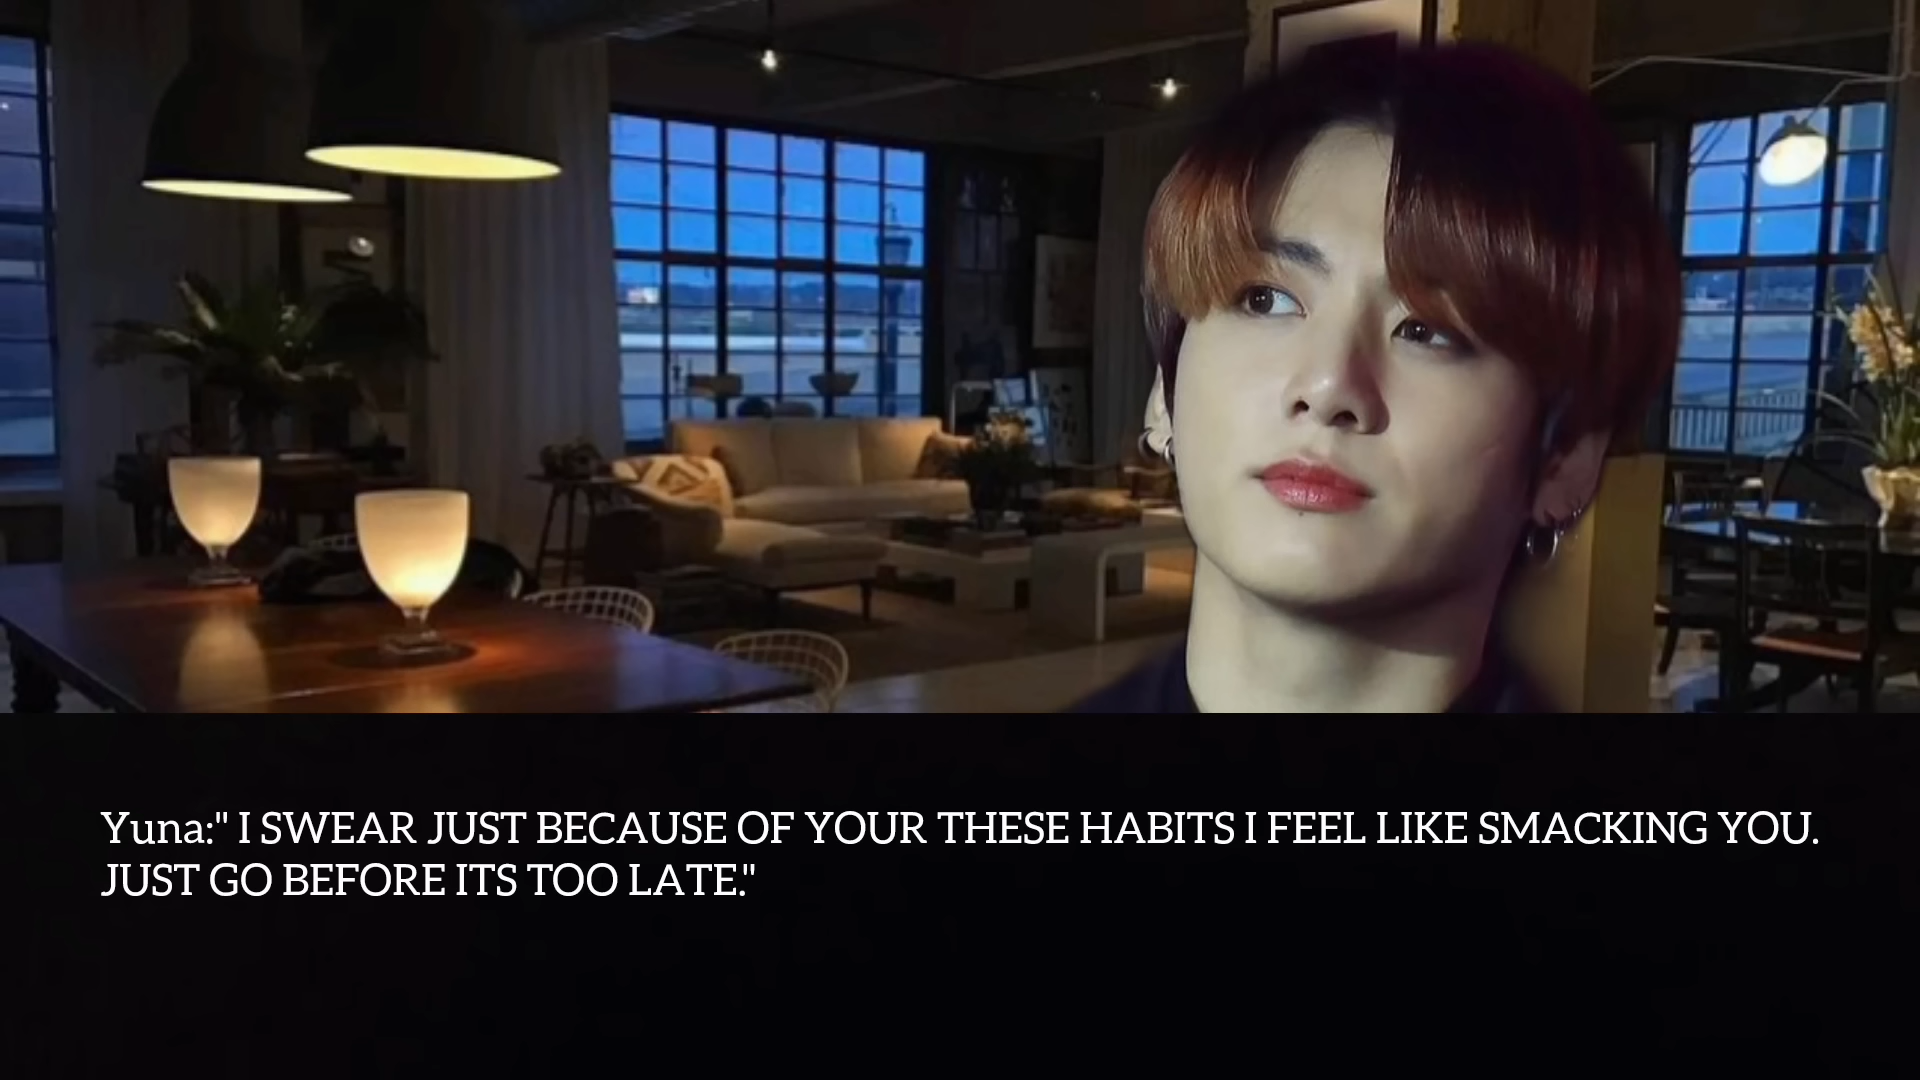 Yuna:" I SWEAR JUST BECAUSE OF YOUR THESE HABITS I FEEL LIKE SMACKING YOU.
JUST GO BEFORE ITS TOO LATE."